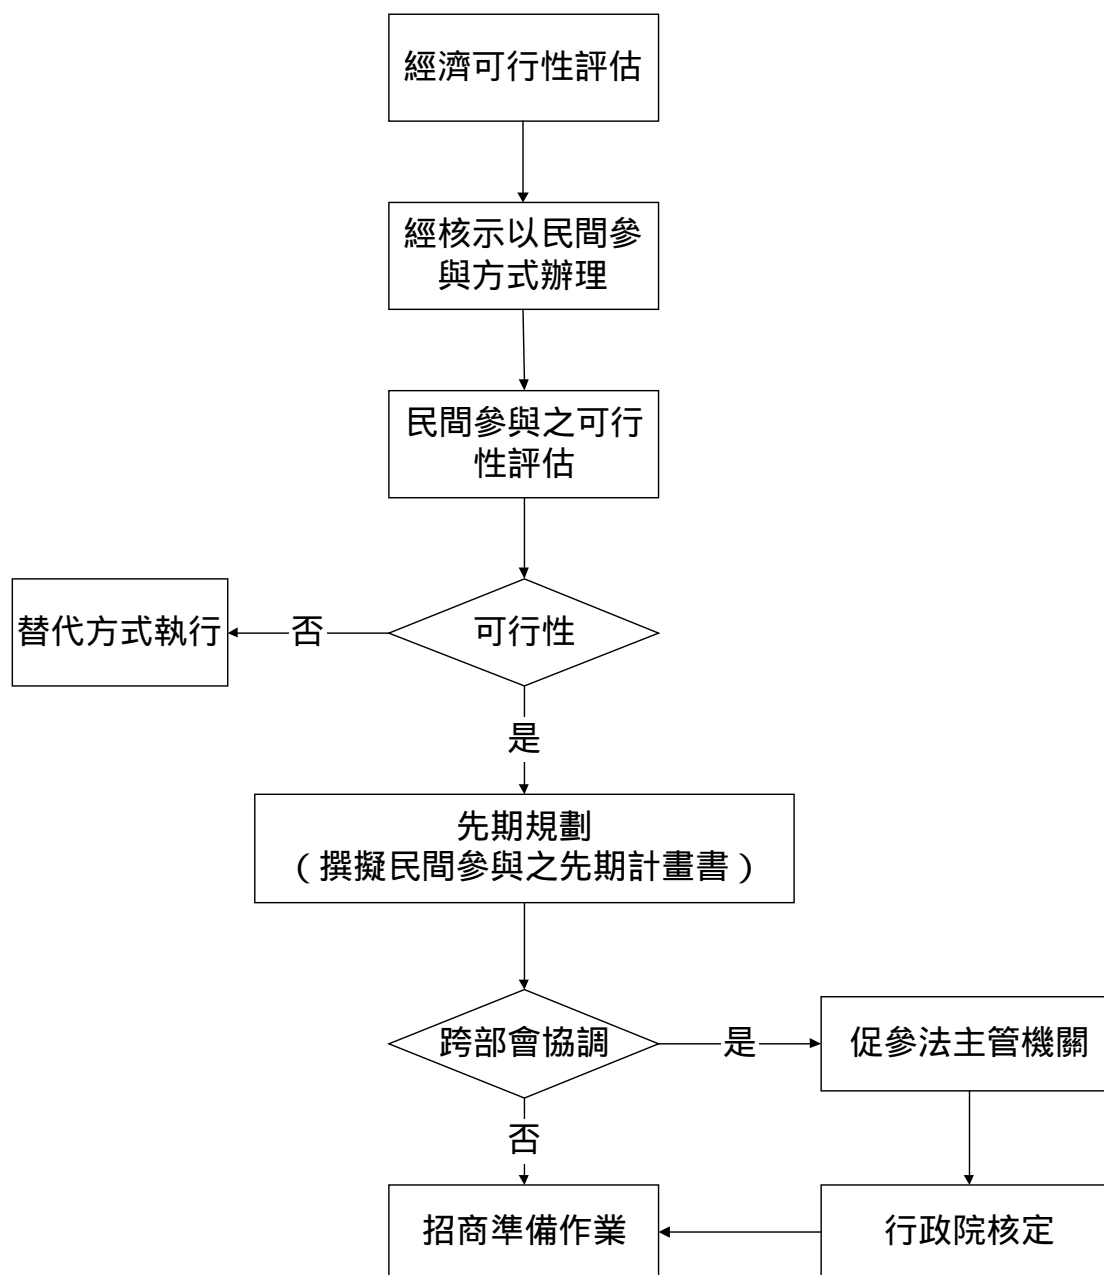 經濟可行性評估
經核示以民間參
與方式辦理
民間參與之可行
性評估
可行性
否
替代方式執行
是
先期規劃
（撰擬民間參與之先期計畫書）
跨部會協調
是
促參法主管機關
否
招商準備作業
行政院核定